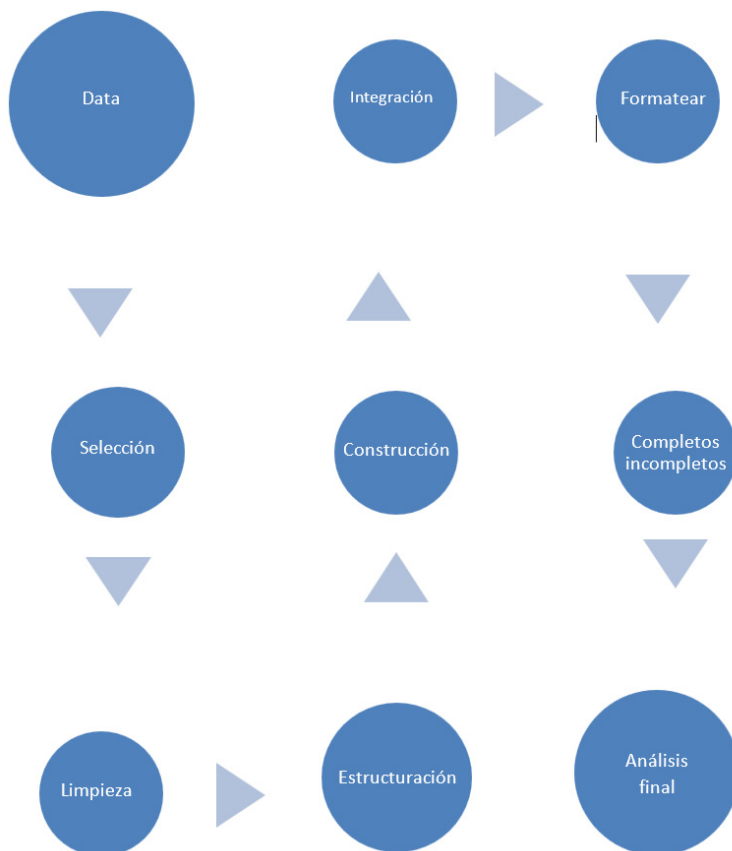 Data
Selección
Limpieza
Estructuración
Construcción
Integración
Formatear
Completos
incompletos
Análisis
final